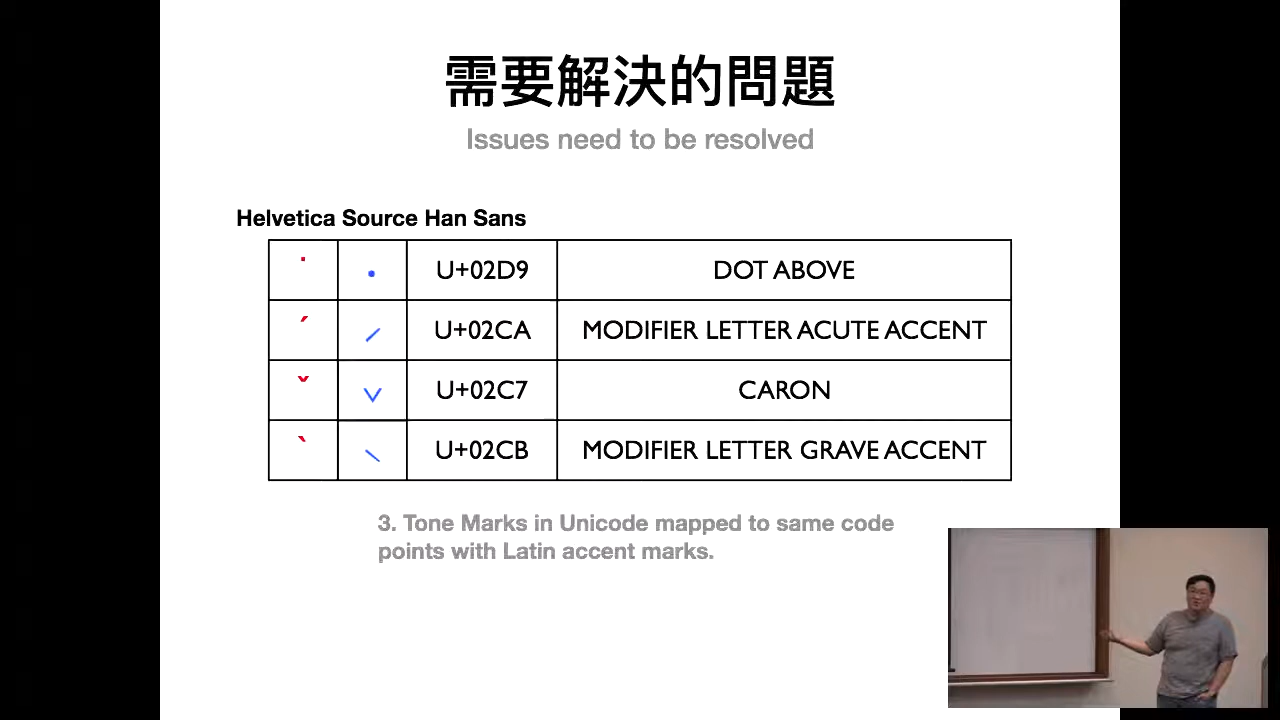 需要解決的問題
Issues need to be resolved
Helvetica Source Han Sans
˙ ˙ U+02D9 DOT ABOVE
ˊ ˊ U+02CA MODIFIER LETTER ACUTE ACCENT
ˇ ˇ U+02C7 CARON
ˋ ˋ U+02CB MODIFIER LETTER GRAVE ACCENT
3. Tone Marks in Unicode mapped to same code
points with Latin accent marks.